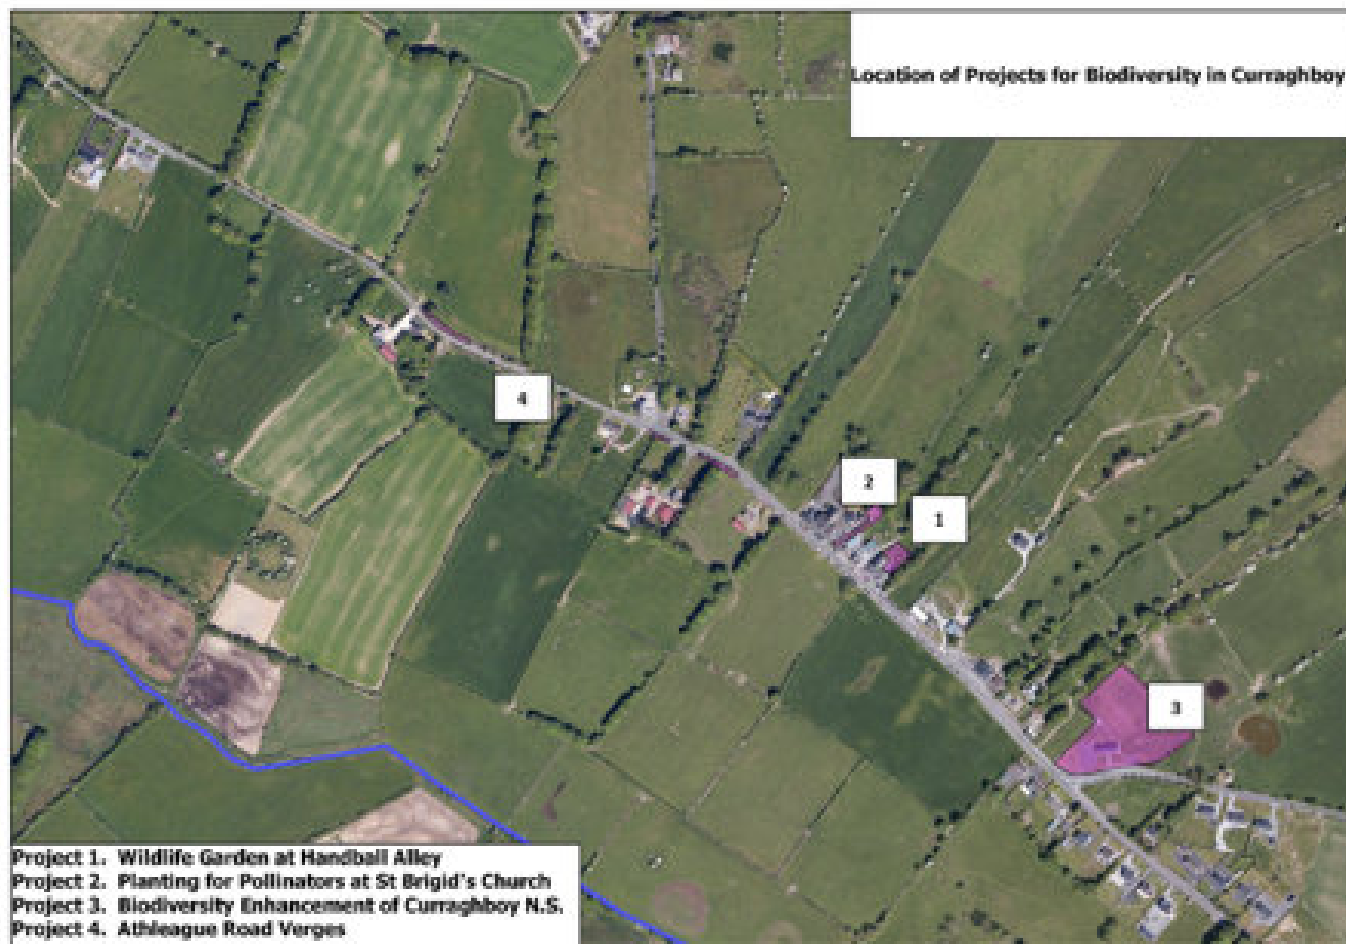 Location of Projects for Biodiversity in Curraghboy
4
2
1
3
Project 1. Wildlife Garden at Handball Alley
Project 2. Planting for Pollinators at St Brigid's Church
Project 3. Biodiversity Enhancement of Curraghboy N.S.
Project 4. Athleague Road Verges